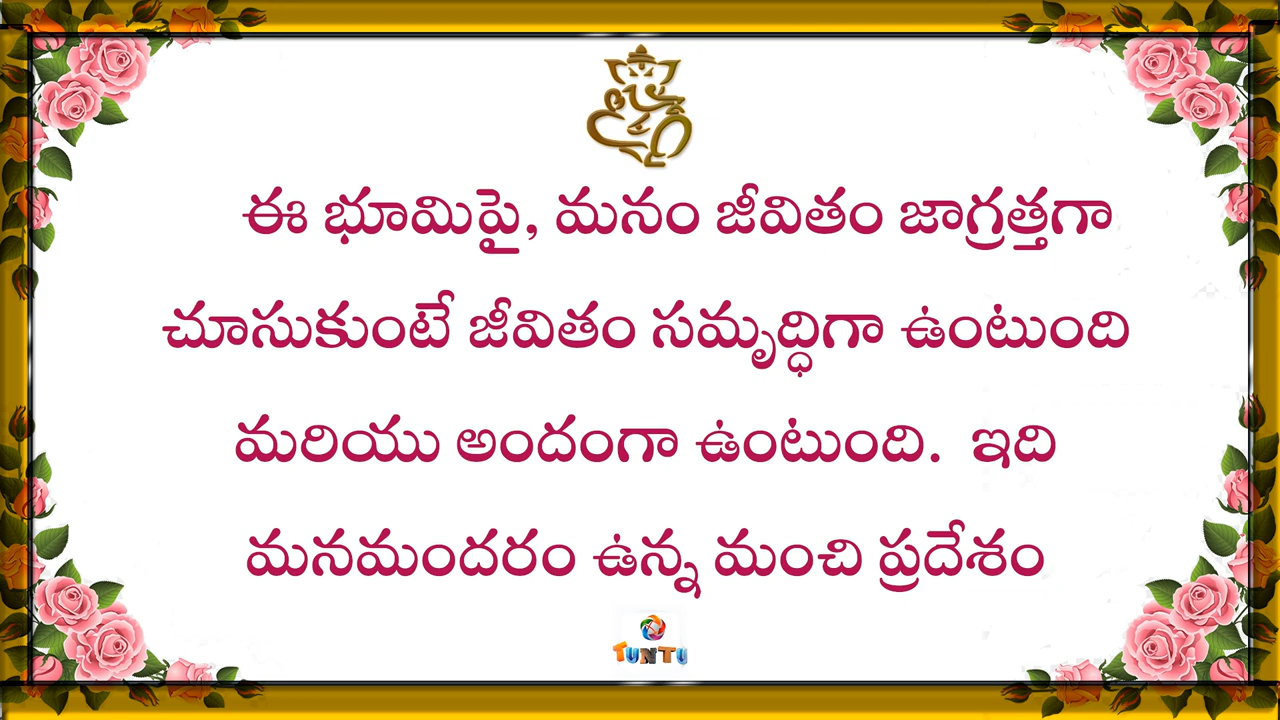 ఈ భూమిపై, మనం జీవితం జాగ్రత్తగా
చూసుకుంటే జీవితం సమృద్ధిగా ఉంటుంది
మరియు అందంగా ఉంటుంది. ఇది
మనమందరం ఉన్న మంచి ప్రదేశం
TUNTU